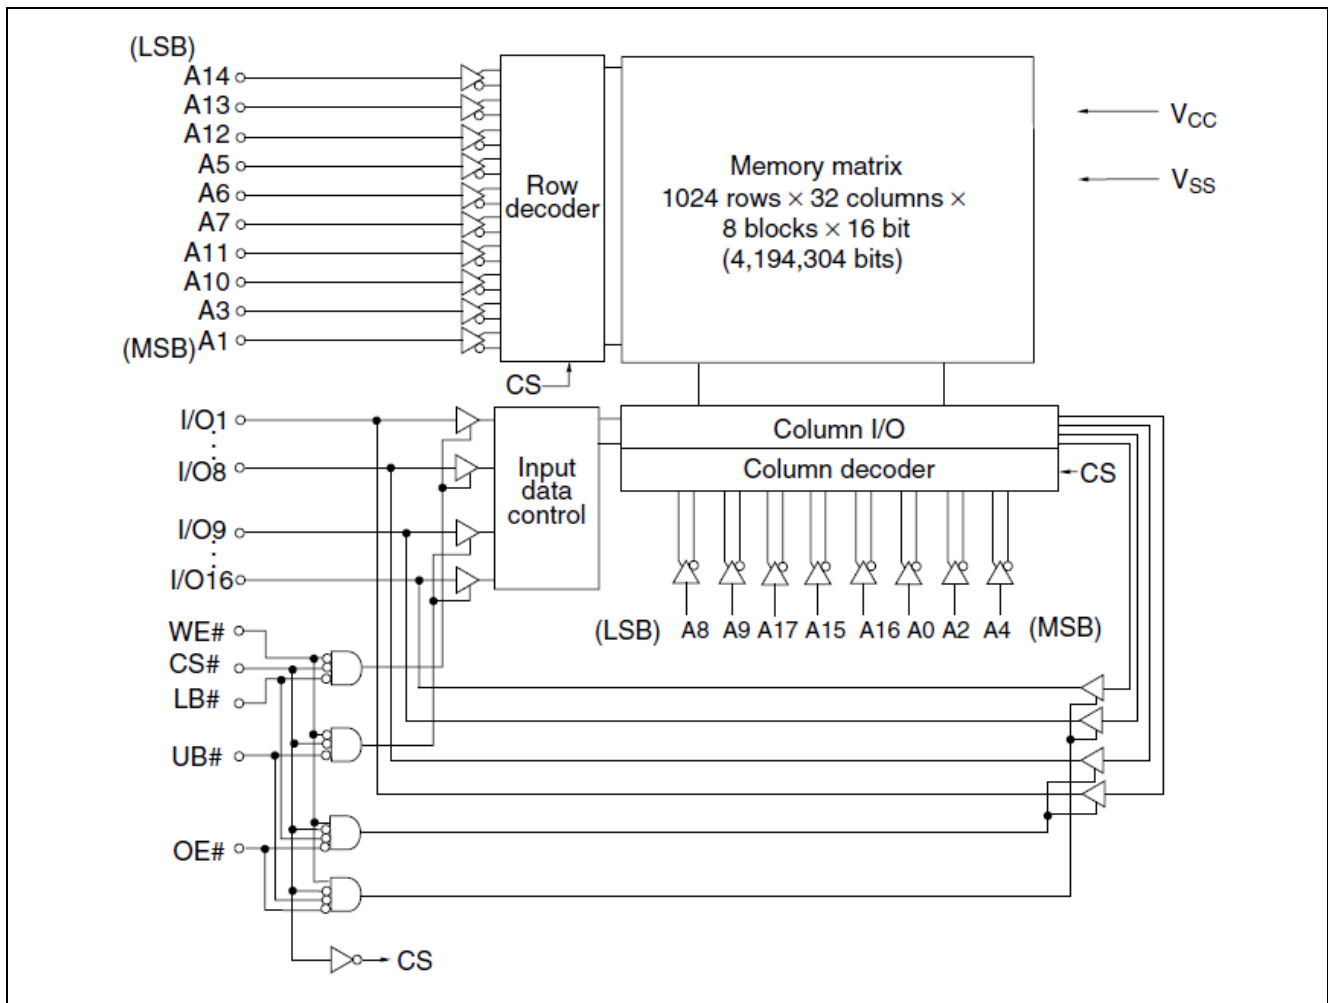 (LSB)
A14
A13
A12
A5
A6
A7
A11
A10
A3
(MSB) A1
Row
decoder
CS
Memory matrix
1024 rows × 32 columns ×
8 blocks × 16 bit
(4,194,304 bits)
VCC
VSS
I/O1
I/O8
I/O9
I/O16
Input
data
control
Column I/O
Column decoder
CS
(LSB) A8 A9 A17 A15 A16 A0 A2 A4 (MSB)
WE#
CS#
LB#
UB#
OE#
CS